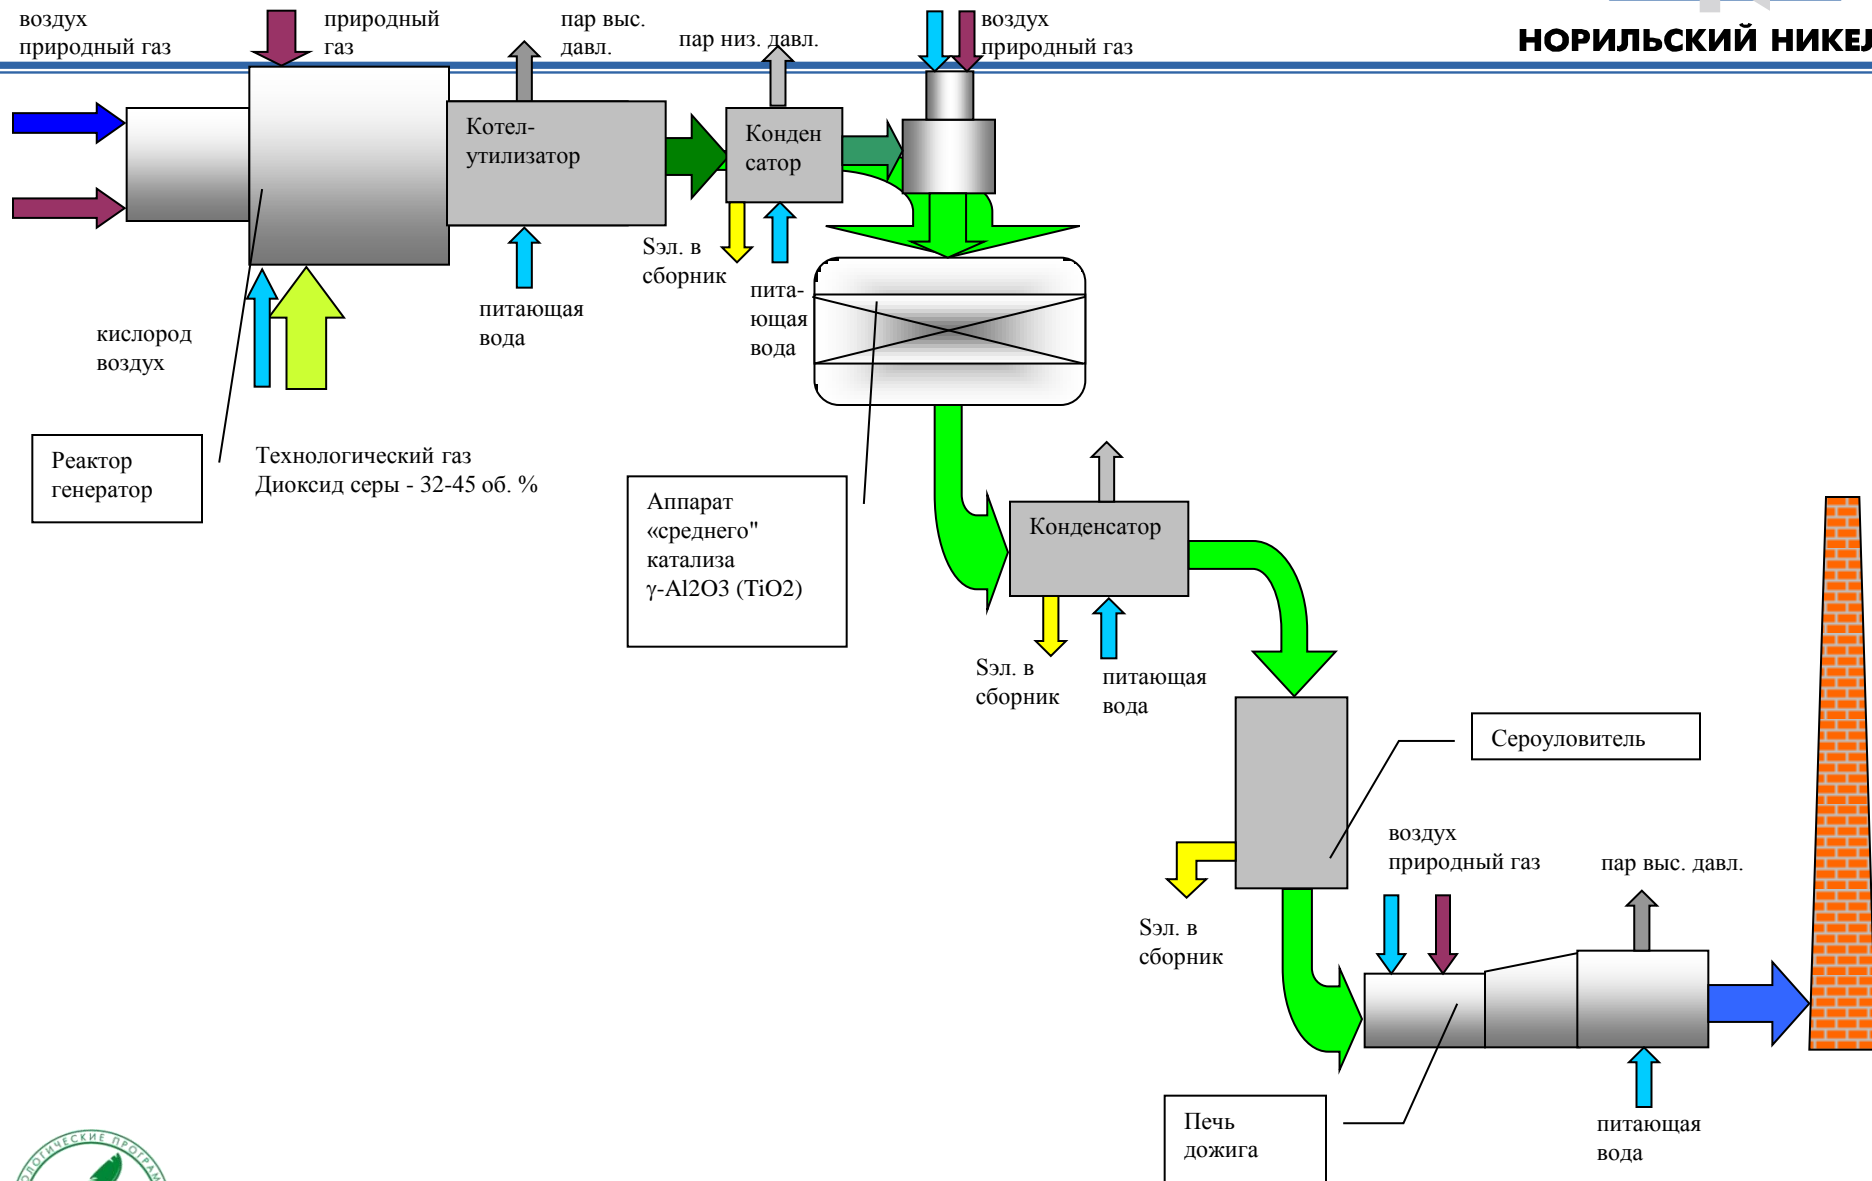 воздух
природный газ
природный
газ
пар выс.
давл.
пар низ. давл.
воздух
природный газ
НОРИЛЬСКИЙ
Котел-
утилизатор
Конден
сатор
Sэл. в
сборник
питающая
вода
пита-
ющая
вода
кислород
воздух
Реактор
генератор
Технологический газ
Диоксид серы - 32-45 об. %
Аппарат
«среднего"
катализа
γ-Al2O3 (TiO2)
Конденсатор
Sэл. в
сборник
питающая
вода
Сероуловитель
воздух
природный газ
пар выс. давл.
Sэл. в
сборник
Печь
дожига
питающая
вода